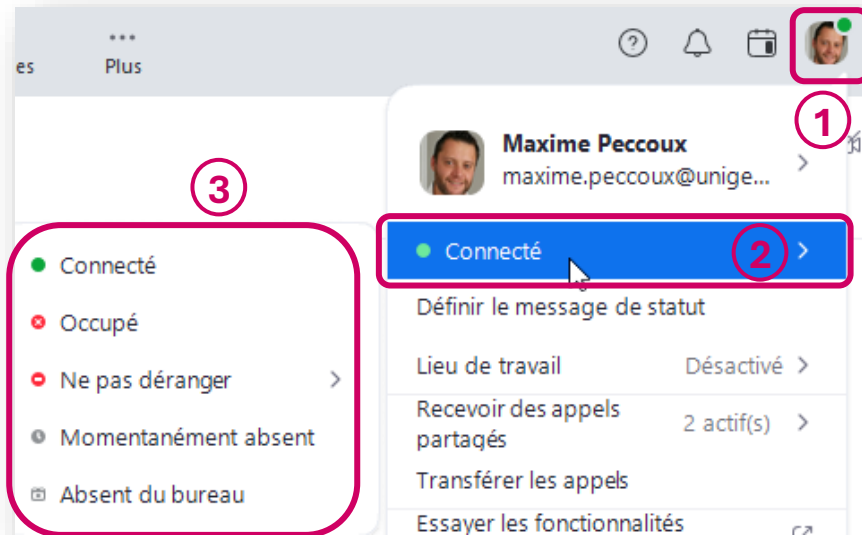 es
Plus
1
Maxime Peccoux
maxime.peccoux@unige...
3
Connecté
2
Connecté
Occupé
Ne pas déranger
Momentanément absent
Absent du bureau
Définir le message de statut
Lieu de travail Désactivé
Recevoir des appels
partagés
2 actif(s)
Transférer les appels
Essayer les fonctionnalités